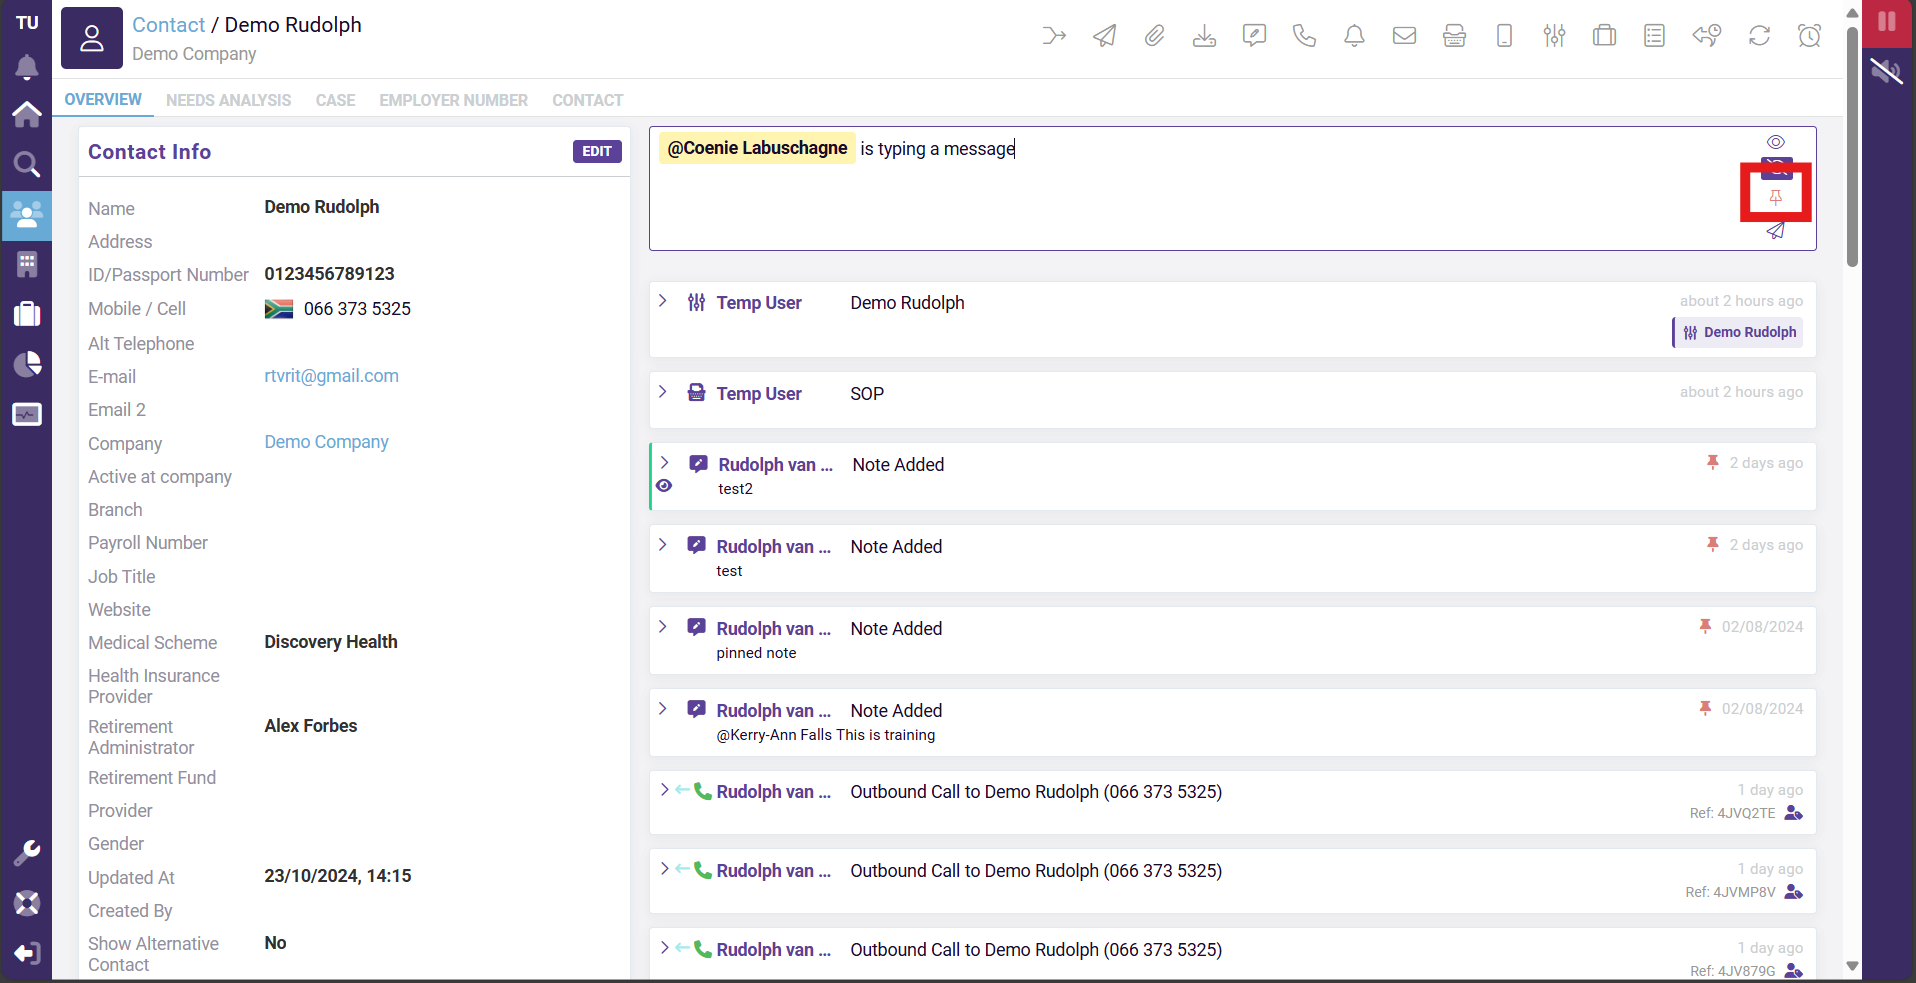 TU
Contact / Demo Rudolph
Demo Company
OVERVIEW NEEDS ANALYSIS CASE EMPLOYER NUMBER CONTACT
Contact Info
EDIT
Name Demo Rudolph
Address
ID/Passport Number 0123456789123
Mobile / Cell 066 373 5325
Alt Telephone
E-mail rtvrit@gmail.com
Email 2
Company Demo Company
Active at company
Branch
Payroll Number
Job Title
Website
Medical Scheme Discovery Health
Health Insurance
Provider
Retirement Alex Forbes
Administrator
Retirement Fund
Provider
Gender
Updated At 23/10/2024, 14:15
Created By
Show Alternative No
Contact
@Coenie Labuschagne is typing a message
Temp User Demo Rudolph about 2 hours ago
Demo Rudolph
Temp User SOP about 2 hours ago
Rudolph van ... Note Added 2 days ago
test2
Rudolph van ... Note Added 2 days ago
test
Rudolph van ... Note Added 02/08/2024
pinned note
Rudolph van ... Note Added 02/08/2024
@Kerry-Ann Falls This is training
Rudolph van ... Outbound Call to Demo Rudolph (066 373 5325) 1 day ago
Ref: 4JVQ2TE
Rudolph van ... Outbound Call to Demo Rudolph (066 373 5325) 1 day ago
Ref: 4JVMP8V
Rudolph van ... Outbound Call to Demo Rudolph (066 373 5325) 1 day ago
Ref: 4JV879G